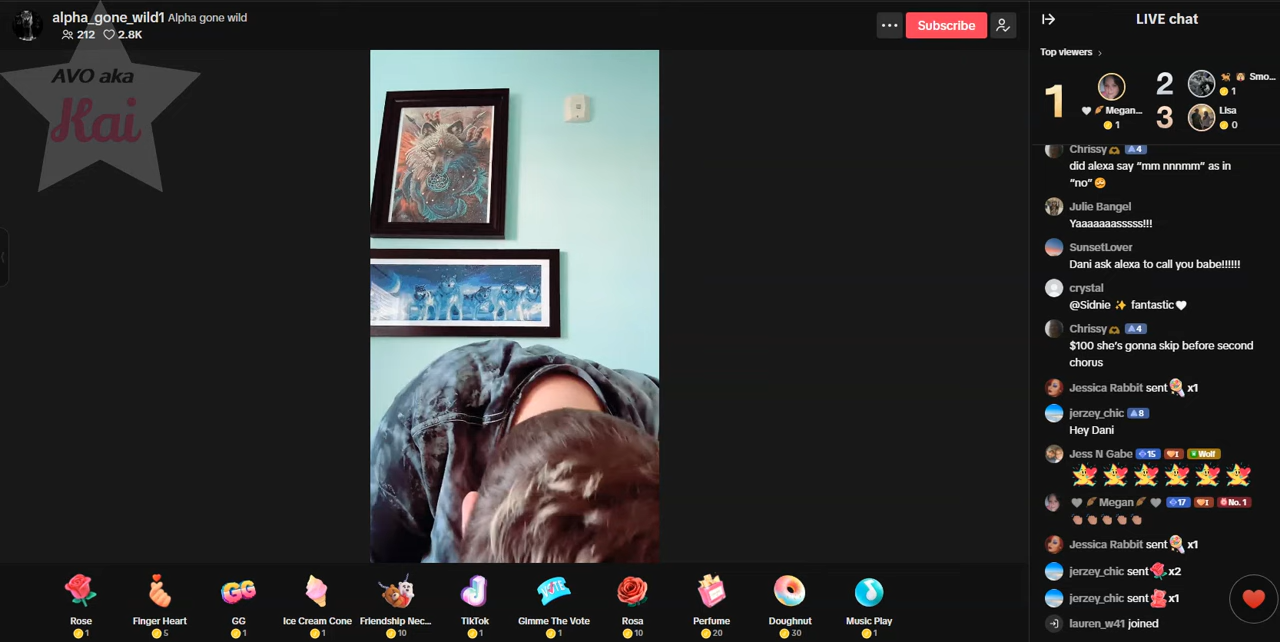 alpha_gone_wild1 Alpha gone wild
212 2.8K
Subscribe
AVO aka
Kai
LIVE chat
Top viewers
1
Megan...
1
2
Smo...
1
3
Lisa
0
Chrissy 4
did alexa say “mm nnnmm” as in
“no”
Julie Bangel
Yaaaaaaasssss!!!
SunsetLover
Dani ask alexa to call you babe!!!!!!
crystal
@Sidnie fantastic
Chrissy 4
$100 she’s gonna skip before second
chorus
Jessica Rabbit sent x1
jerzey_chic 8
Hey Dani
Jess N Gabe 15 I Wolf
Megan 17 I No. 1
Jessica Rabbit sent x1
jerzey_chic sent x2
jerzey_chic sent x1
lauren_w41 joined
Rose
1
Finger Heart
5
GG
1
Ice Cream Cone
1
Friendship Nec...
10
TikTok
1
Gimme The Vote
1
Rosa
10
Perfume
20
Doughnut
30
Music Play
1